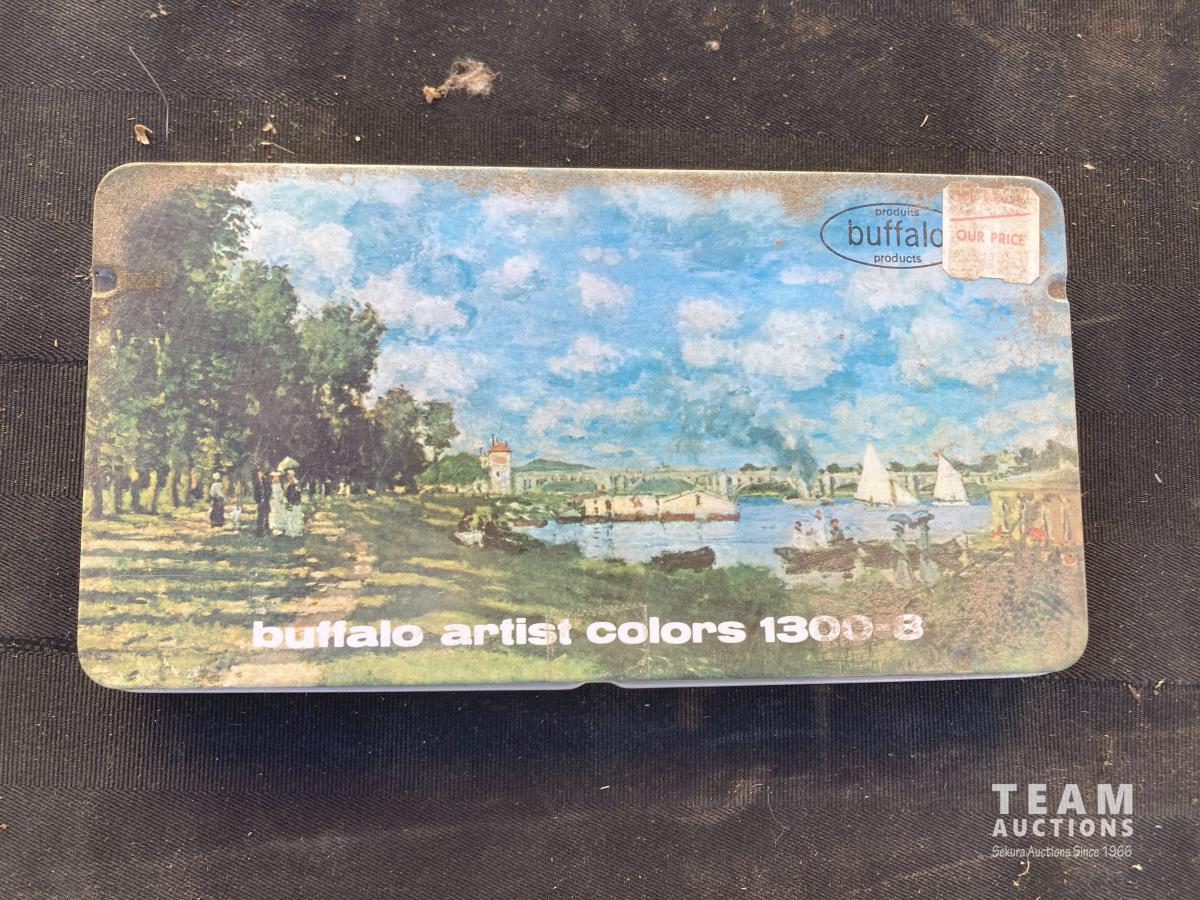 produits
buffalo
products
OUR PRICE
buffalo artist colors 1300-8
TEAM
AUCTIONS
Sekura Auctions Since 1966